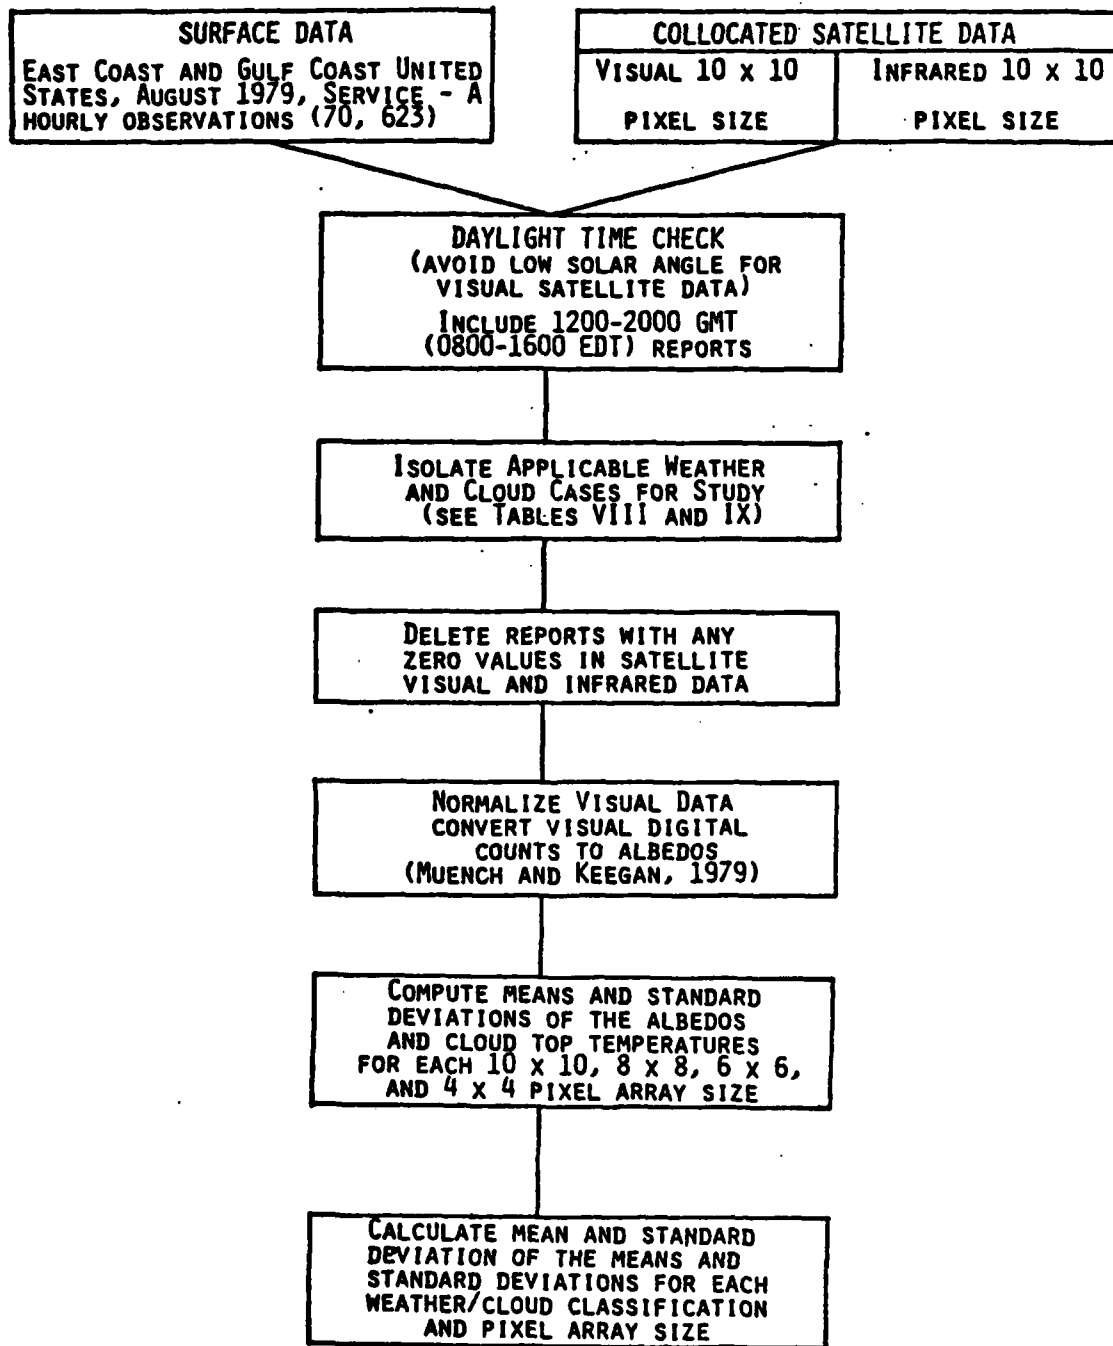 SURFACE DATA
EAST COAST AND GULF COAST UNITED
STATES, AUGUST 1979, SERVICE - A
HOURLY OBSERVATIONS (70, 623)
COLLOCATED SATELLITE DATA
VISUAL 10 x 10
PIXEL SIZE
INFRARED 10 x 10
PIXEL SIZE
DAYLIGHT TIME CHECK
(AVOID LOW SOLAR ANGLE FOR
VISUAL SATELLITE DATA)
INCLUDE 1200-2000 GMT
(0800-1600 EDT) REPORTS
ISOLATE APPLICABLE WEATHER
AND CLOUD CASES FOR STUDY
(SEE TABLES VIII AND IX)
DELETE REPORTS WITH ANY
ZERO VALUES IN SATELLITE
VISUAL AND INFRARED DATA
NORMALIZE VISUAL DATA
CONVERT VISUAL DIGITAL
COUNTS TO ALBEDOS
(MUENCH AND KEEGAN, 1979)
COMPUTE MEANS AND STANDARD
DEVIATIONS OF THE ALBEDOS
AND CLOUD TOP TEMPERATURES
FOR EACH 10 x 10, 8 x 8, 6 x 6,
AND 4 x 4 PIXEL ARRAY SIZE
CALCULATE MEAN AND STANDARD
DEVIATION OF THE MEANS AND
STANDARD DEVIATIONS FOR EACH
WEATHER/CLOUD CLASSIFICATION
AND PIXEL ARRAY SIZE